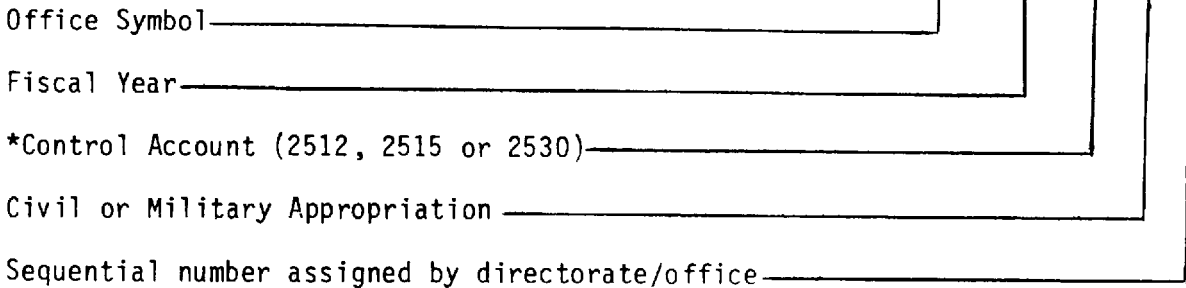 Office Symbol
Fiscal Year
*Control Account (2512, 2515 or 2530)
Civil or Military Appropriation
Sequential number assigned by directorate/office